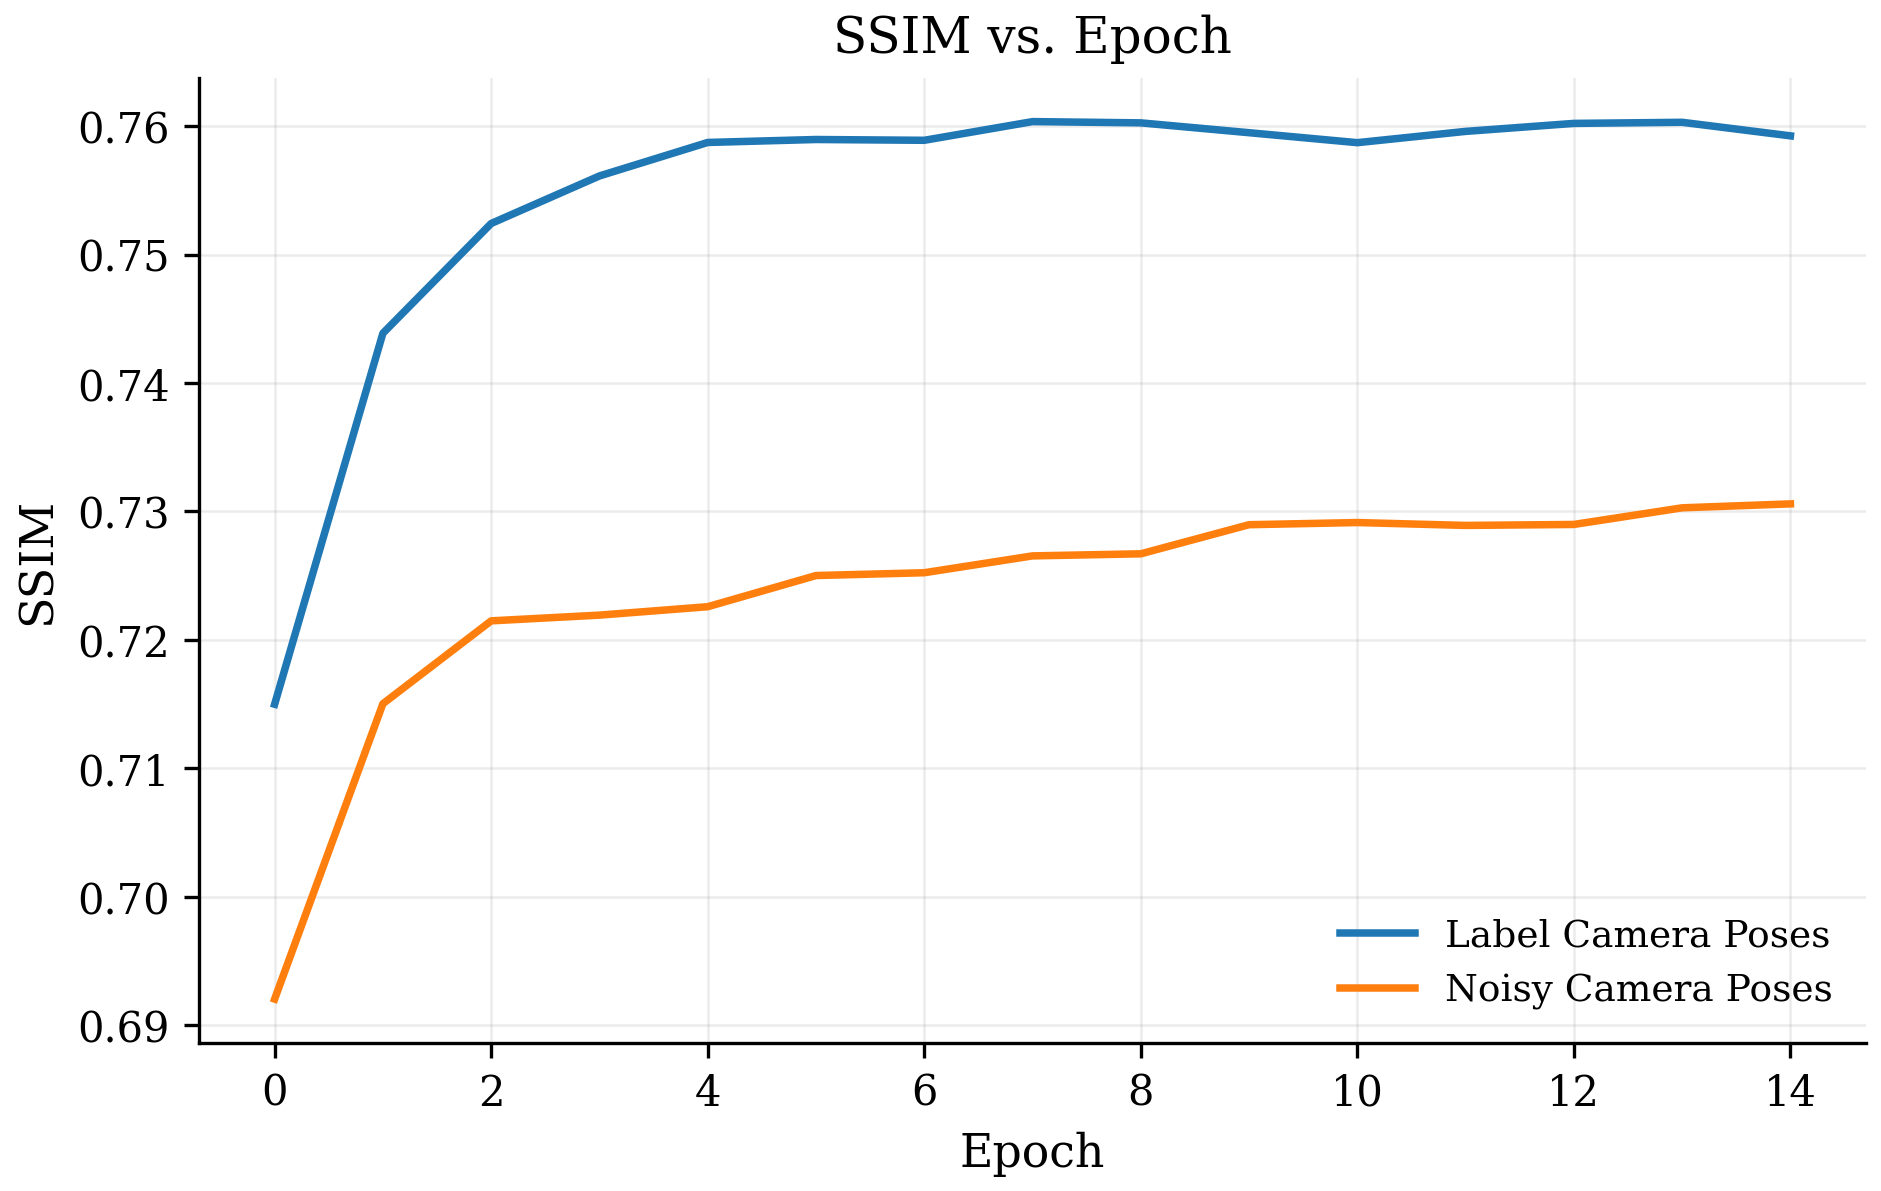 SSIM vs. Epoch
0.76
0.75
0.74
0.73
0.72
0.71
0.70
0.69
SSIM
Label Camera Poses
Noisy Camera Poses
0 2 4 6 8 10 12 14
Epoch